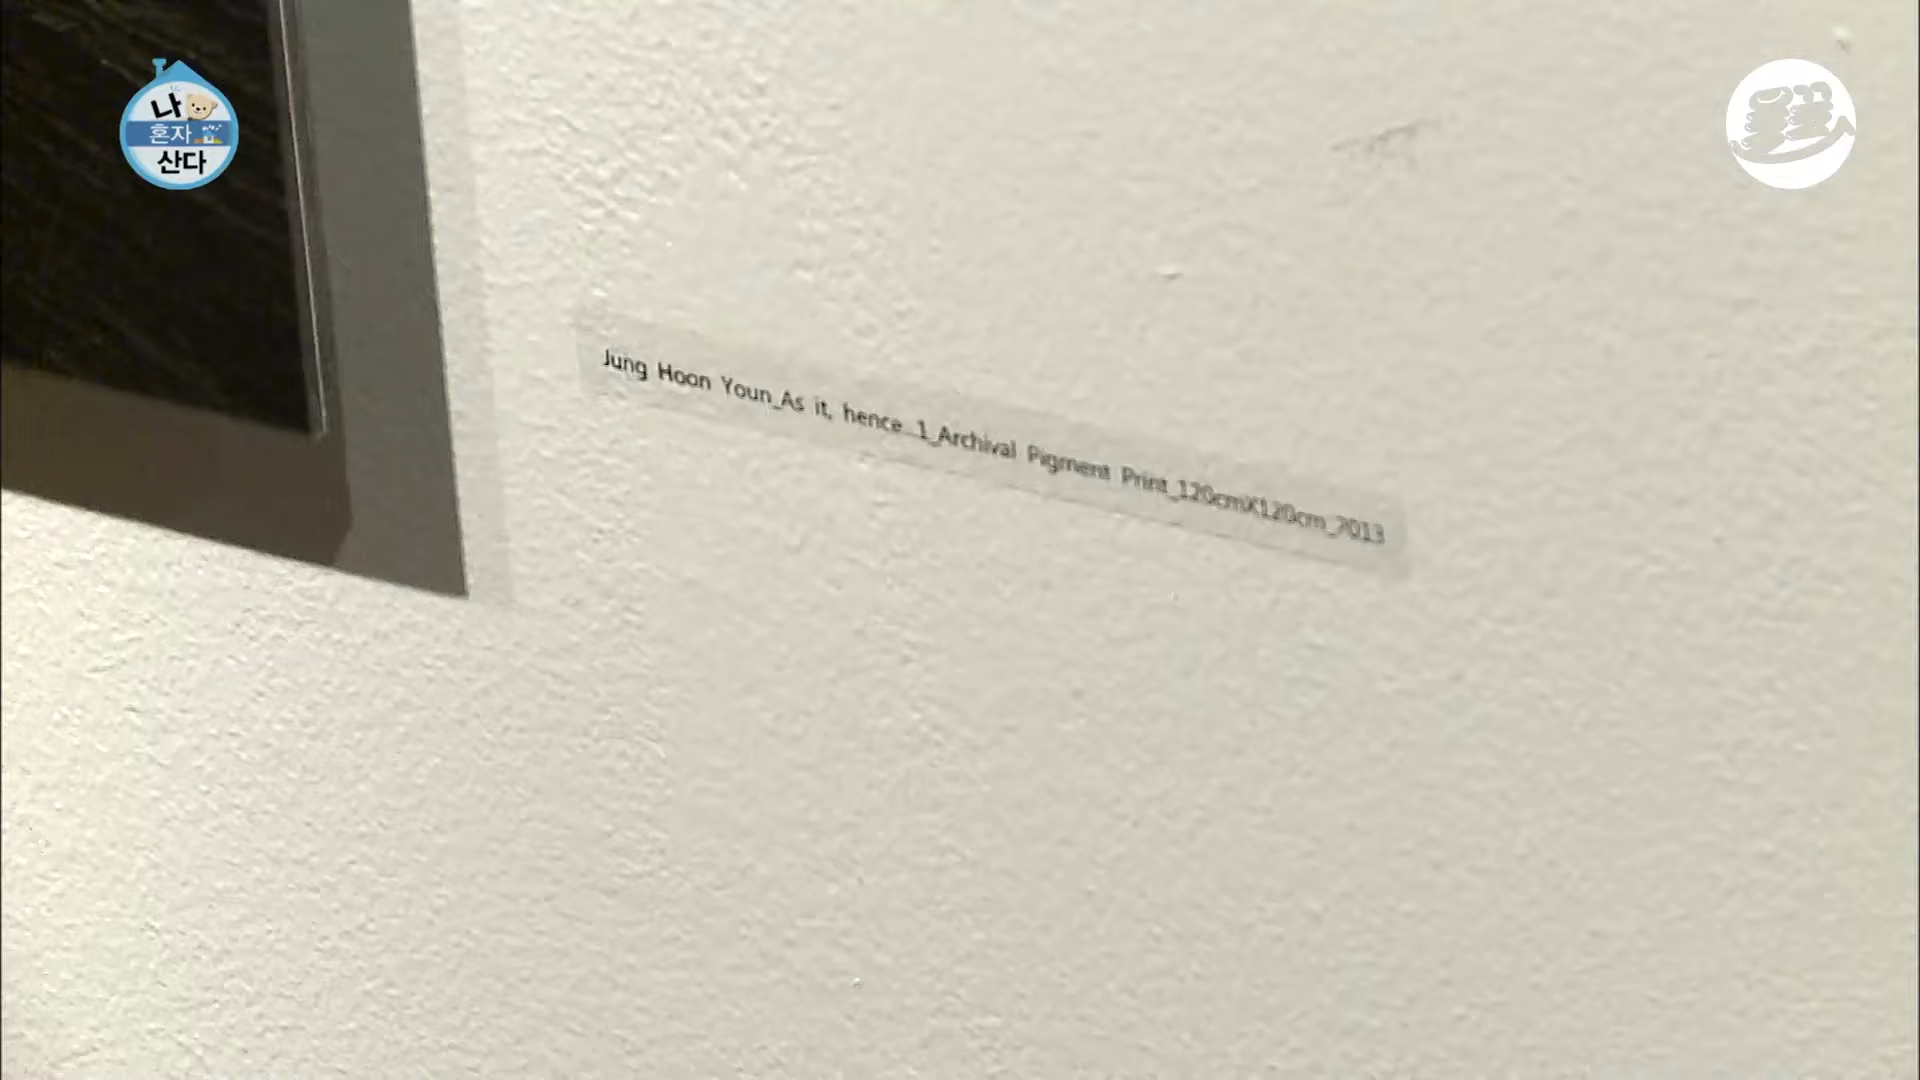 나
혼자
산다
Jung Hoon Youn_As it, hence_1_Archival Pigment Print_120cmX120cm_2013